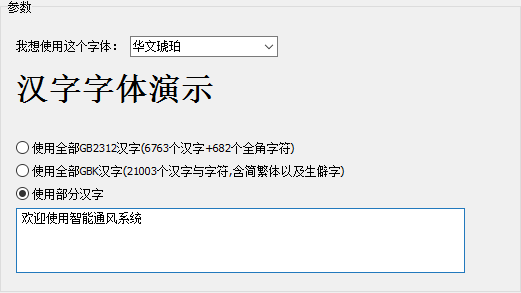 参数
我想使用这个字体： 华文琥珀
汉字字体演示
使用全部GB2312汉字(6763个汉字+682个全角字符)
使用全部GBK汉字(21003个汉字与字符,含简繁体以及生僻字)
使用部分汉字
欢迎使用智能通风系统